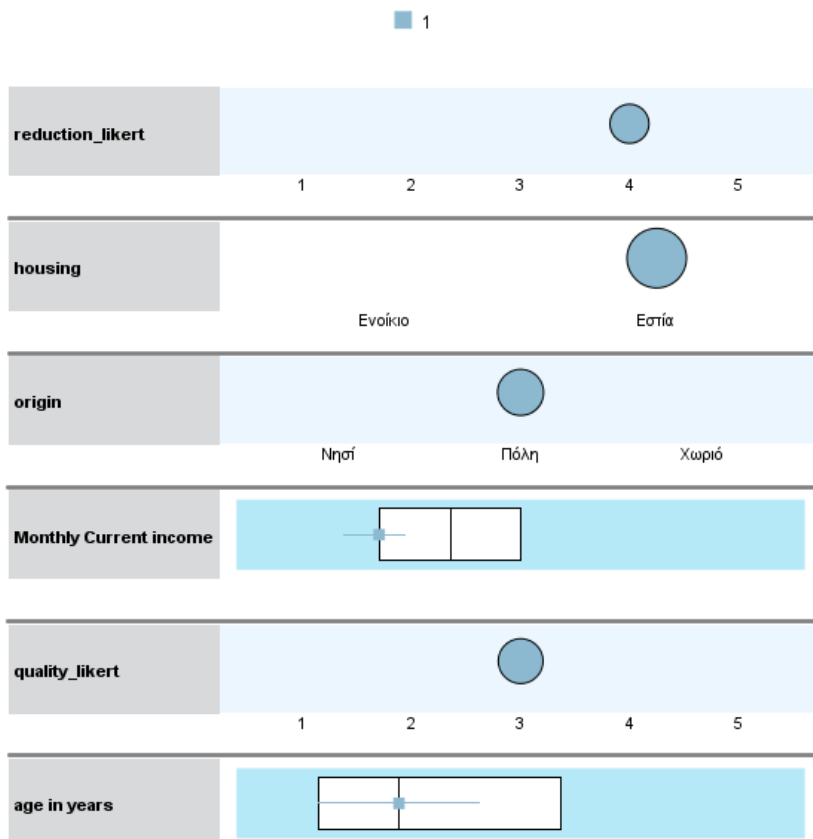 1
reduction_likert
1 2 3 4 5
housing
Ενοίκιο Εστία
origin
Νησί Πόλη Χωριό
Monthly Current income
quality_likert
1 2 3 4 5
age in years